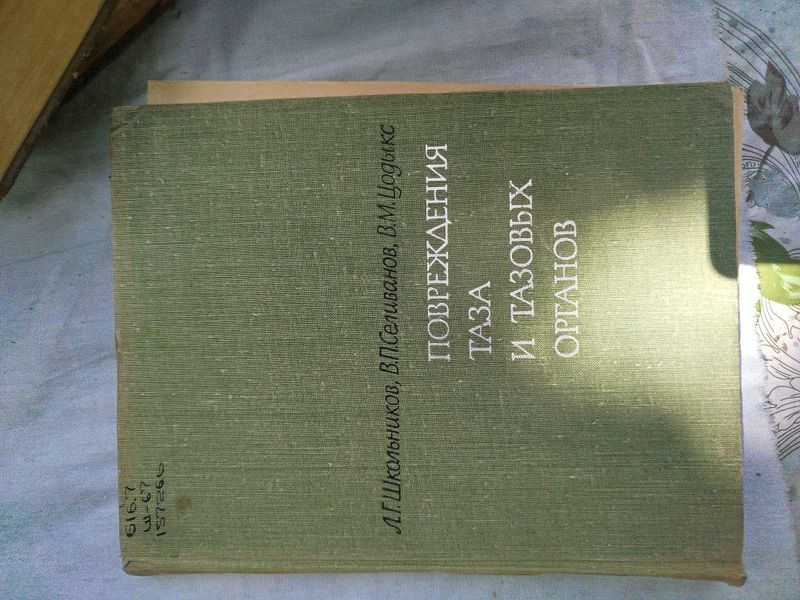 616.7
Ш-67
157266
Л.Г.Школьников, В.П.Селиванов, В.М.Цодыкс
ПОВРЕЖДЕНИЯ
ТАЗА
И ТАЗОВЫХ
ОРГАНОВ